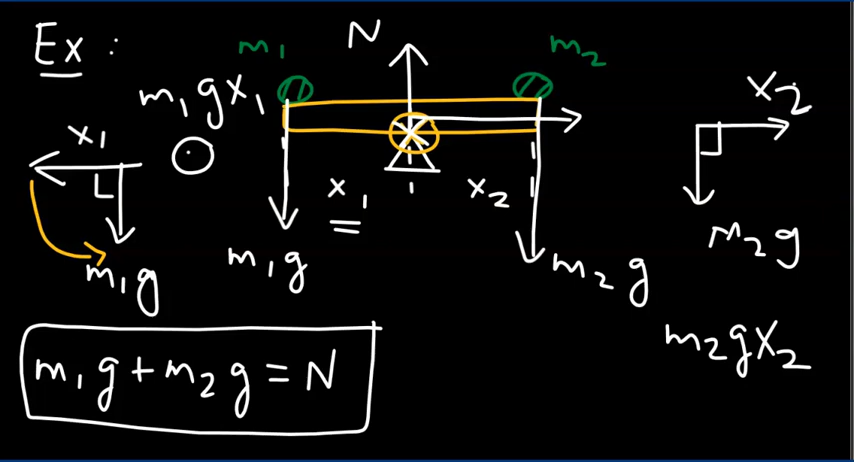 Ex :
m₁
N
m₂
m₁gx₁
x₁
x₁
x₂
x₂
m₁g
m₁g
m₂g
M₂g
m₂gx₂
m₁g + m₂g = N